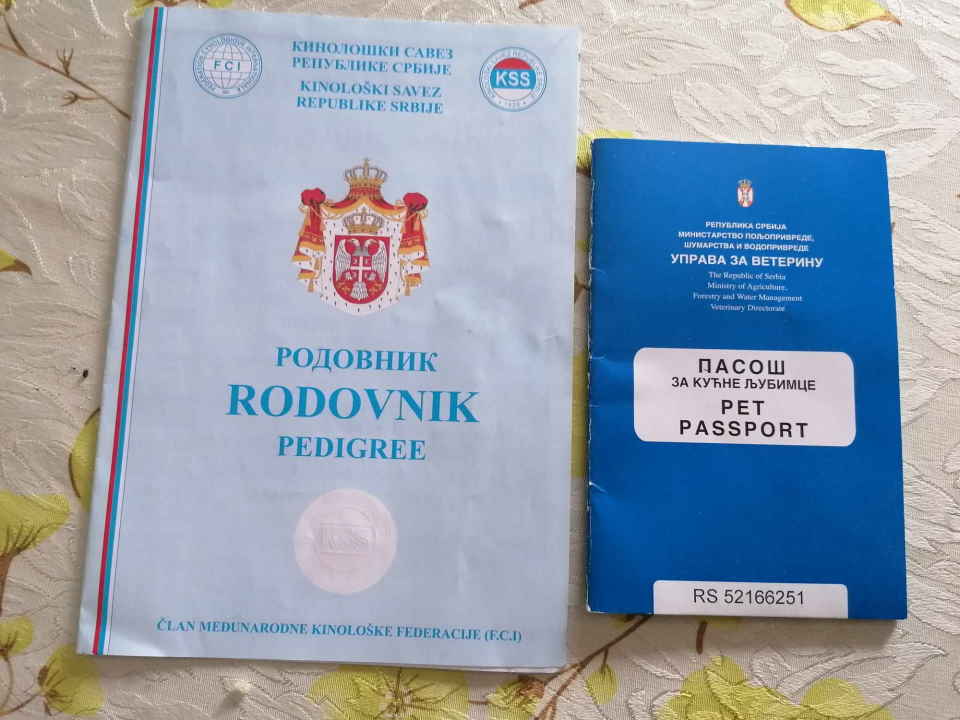 КИНОЛОШКИ САВЕЗ
РЕПУБЛИКЕ СРБИЈЕ
KINOLOŠKI SAVEZ
REPUBLIKE SRBIJE
FCI
KSS
РОДОВНИК
RODOVNIK
PEDIGREE
KSS
ČLAN MEĐUNARODNE KINOLOŠKE FEDERACIJE (F.C.I)
РЕПУБЛИКА СРБИЈА
МИНИСТАРСТВО ПОЉОПРИВРЕДЕ,
ШУМАРСТВА И ВОДОПРИВРЕДЕ
УПРАВА ЗА ВЕТЕРИНУ
The Republic of Serbia
Ministry of Agriculture,
Forestry and Water Management
Veterinary Directorate
ПАСОШ
ЗА КУЋНЕ ЉУБИМЦЕ
PET
PASSPORT
RS 52166251